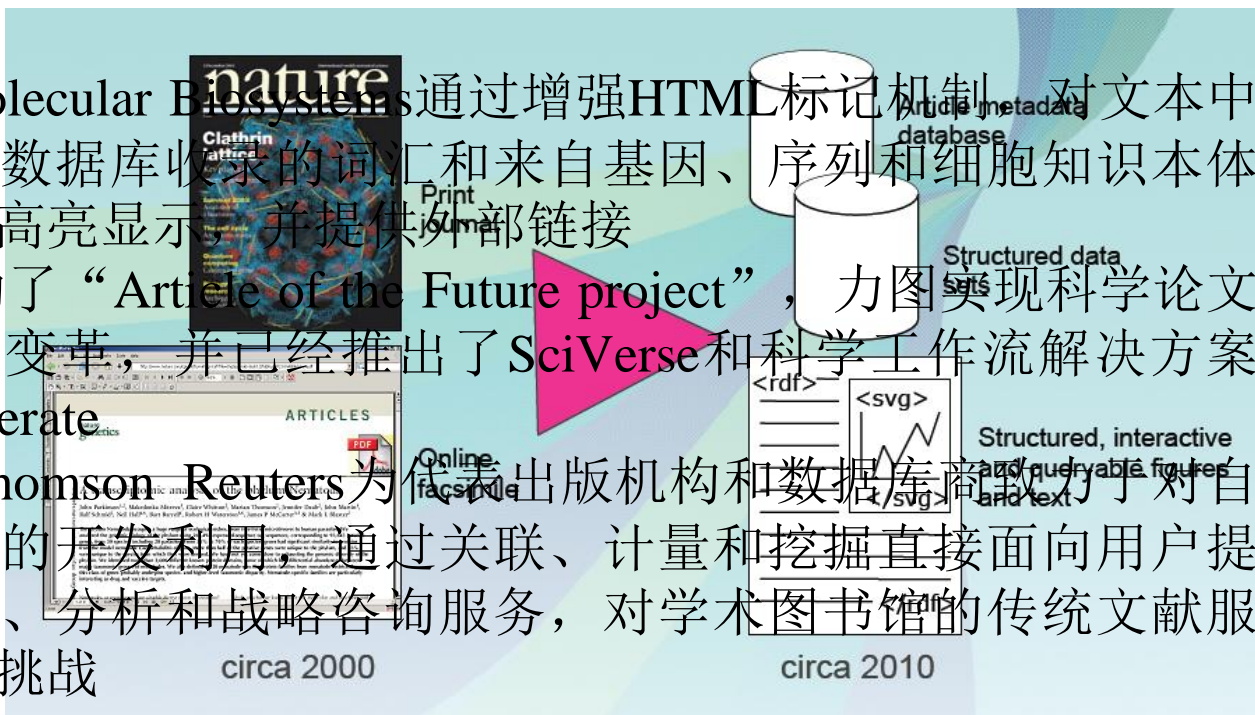 nature
Clathrin
lattice
Print
journal
olecular Biosystems通过增强HTML标记机制，对文本中
数据库收录的词汇和来自基因、序列和细胞知识本体
高亮显示，并提供外部链接
了“Article of the Future project”，力图实现科学论文
变革，并已经推出了SciVerse和科学工作流解决方案
erate
homson Reuters为代表出版机构和数据库商致力于对自
的开发利用，通过关联、计量和挖掘直接面向用户提
、分析和战略咨询服务，对学术图书馆的传统文献服
挑战
Article metadata
database
Structured data
sets
ARTICLES
genetics
PDF
Online
facsimile
A transcriptomic analysis of the phylum Nematoda
<rdf>
<svg>
</svg>
</rdf>
Structured, interactive
and queryable figures
and text
circa 2000
circa 2010